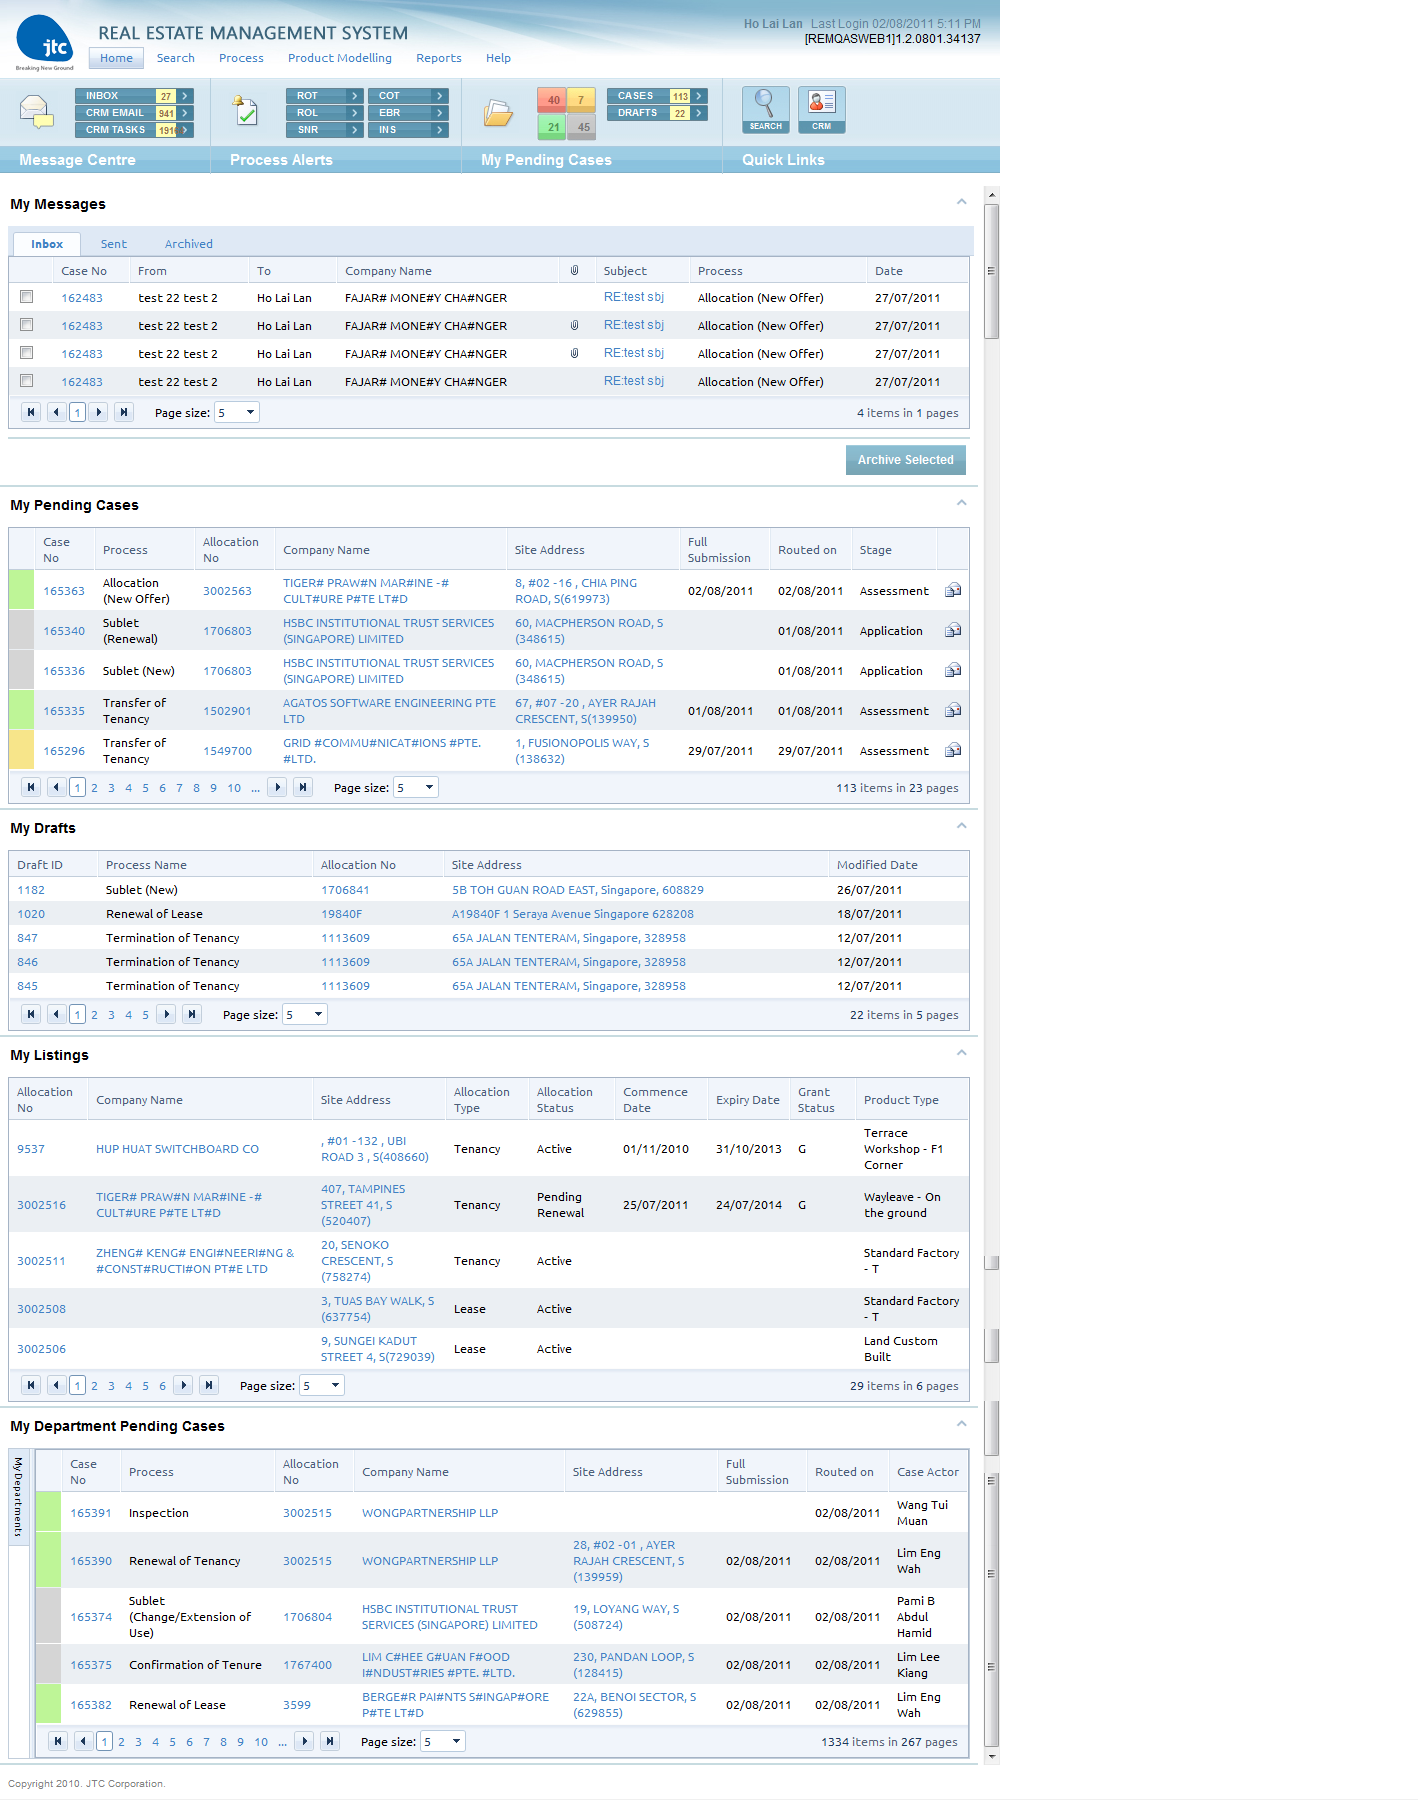 jtc
Breaking New Ground
REAL ESTATE MANAGEMENT SYSTEM
Ho Lai Lan Last Login 02/08/2011 5:11 PM
[REMQASWEB1]1.2.0801.34137
Home Search Process Product Modelling Reports Help
INBOX 27
CRM EMAIL 941
CRM TASKS
ROT COT
ROL EBR
SNR INS
40 7
21 45
CASES 113
DRAFTS 22
SEARCH CRM
Message Centre Process Alerts My Pending Cases Quick Links
My Messages
Inbox Sent Archived
Case No From To Company Name Subject Process Date
162483 test 22 test 2 Ho Lai Lan FAJAR# MONE#Y CHA#NGER RE:test sbj Allocation (New Offer) 27/07/2011
162483 test 22 test 2 Ho Lai Lan FAJAR# MONE#Y CHA#NGER RE:test sbj Allocation (New Offer) 27/07/2011
162483 test 22 test 2 Ho Lai Lan FAJAR# MONE#Y CHA#NGER RE:test sbj Allocation (New Offer) 27/07/2011
162483 test 22 test 2 Ho Lai Lan FAJAR# MONE#Y CHA#NGER RE:test sbj Allocation (New Offer) 27/07/2011
1 Page size: 5 4 items in 1 pages
Archive Selected
My Pending Cases
Case No Process Allocation No Company Name Site Address Full Submission Routed on Stage
165363 Allocation (New Offer) 3002563 TIGER# PRAW#N MAR#INE -# CULT#URE P#TE LT#D 8, #02 -16 , CHIA PING ROAD, S(619973) 02/08/2011 02/08/2011 Assessment
165340 Sublet (Renewal) 1706803 HSBC INSTITUTIONAL TRUST SERVICES (SINGAPORE) LIMITED 60, MACPHERSON ROAD, S (348615) 01/08/2011 Application
165336 Sublet (New) 1706803 HSBC INSTITUTIONAL TRUST SERVICES (SINGAPORE) LIMITED 60, MACPHERSON ROAD, S (348615) 01/08/2011 Application
165335 Transfer of Tenancy 1502901 AGATOS SOFTWARE ENGINEERING PTE LTD 67, #07 -20 , AYER RAJAH CRESCENT, S(139950) 01/08/2011 01/08/2011 Assessment
165296 Transfer of Tenancy 1549700 GRID #COMMU#NICAT#IONS #PTE. #LTD. 1, FUSIONOPOLIS WAY, S (138632) 29/07/2011 29/07/2011 Assessment
1 2 3 4 5 6 7 8 9 10 ... Page size: 5 113 items in 23 pages
My Drafts
Draft ID Process Name Allocation No Site Address Modified Date
1182 Sublet (New) 1706841 5B TOH GUAN ROAD EAST, Singapore, 608829 26/07/2011
1020 Renewal of Lease 19840F A19840F 1 Seraya Avenue Singapore 628208 18/07/2011
847 Termination of Tenancy 1113609 65A JALAN TENTERAM, Singapore, 328958 12/07/2011
846 Termination of Tenancy 1113609 65A JALAN TENTERAM, Singapore, 328958 12/07/2011
845 Termination of Tenancy 1113609 65A JALAN TENTERAM, Singapore, 328958 12/07/2011
1 2 3 4 5 Page size: 5 22 items in 5 pages
My Listings
Allocation No Company Name Site Address Allocation Type Allocation Status Commence Date Expiry Date Grant Status Product Type
9537 HUP HUAT SWITCHBOARD CO , #01 -132 , UBI ROAD 3 , S(408660) Tenancy Active 01/11/2010 31/10/2013 G Terrace Workshop - F1 Corner
3002516 TIGER# PRAW#N MAR#INE -# CULT#URE P#TE LT#D 407, TAMPINES STREET 41, S (520407) Tenancy Pending Renewal 25/07/2011 24/07/2014 G Wayleave - On the ground
3002511 ZHENG# KENG# ENGI#NEERI#NG & #CONST#RUCTI#ON PT#E LTD 20, SENOKO CRESCENT, S (758274) Tenancy Active Standard Factory - T
3002508 3, TUAS BAY WALK, S (637754) Lease Active Standard Factory - T
3002506 9, SUNGEI KADUT STREET 4, S(729039) Lease Active Land Custom Built
1 2 3 4 5 6 Page size: 5 29 items in 6 pages
My Department Pending Cases
My Departments
Case No Process Allocation No Company Name Site Address Full Submission Routed on Case Actor
165391 Inspection 3002515 WONGPARTNERSHIP LLP 02/08/2011 Wang Tui Muan
165390 Renewal of Tenancy 3002515 WONGPARTNERSHIP LLP 28, #02 -01 , AYER RAJAH CRESCENT, S (139959) 02/08/2011 02/08/2011 Lim Eng Wah
165374 Sublet (Change/Extension of Use) 1706804 HSBC INSTITUTIONAL TRUST SERVICES (SINGAPORE) LIMITED 19, LOYANG WAY, S (508724) 02/08/2011 02/08/2011 Pami B Abdul Hamid
165375 Confirmation of Tenure 1767400 LIM C#HEE G#UAN F#OOD I#NDUST#RIES #PTE. #LTD. 230, PANDAN LOOP, S (128415) 02/08/2011 02/08/2011 Lim Lee Kiang
165382 Renewal of Lease 3599 BERGE#R PAI#NTS S#INGAP#ORE P#TE LT#D 22A, BENOI SECTOR, S (629855) 02/08/2011 02/08/2011 Lim Eng Wah
1 2 3 4 5 6 7 8 9 10 ... Page size: 5 1334 items in 267 pages
Copyright 2010. JTC Corporation.